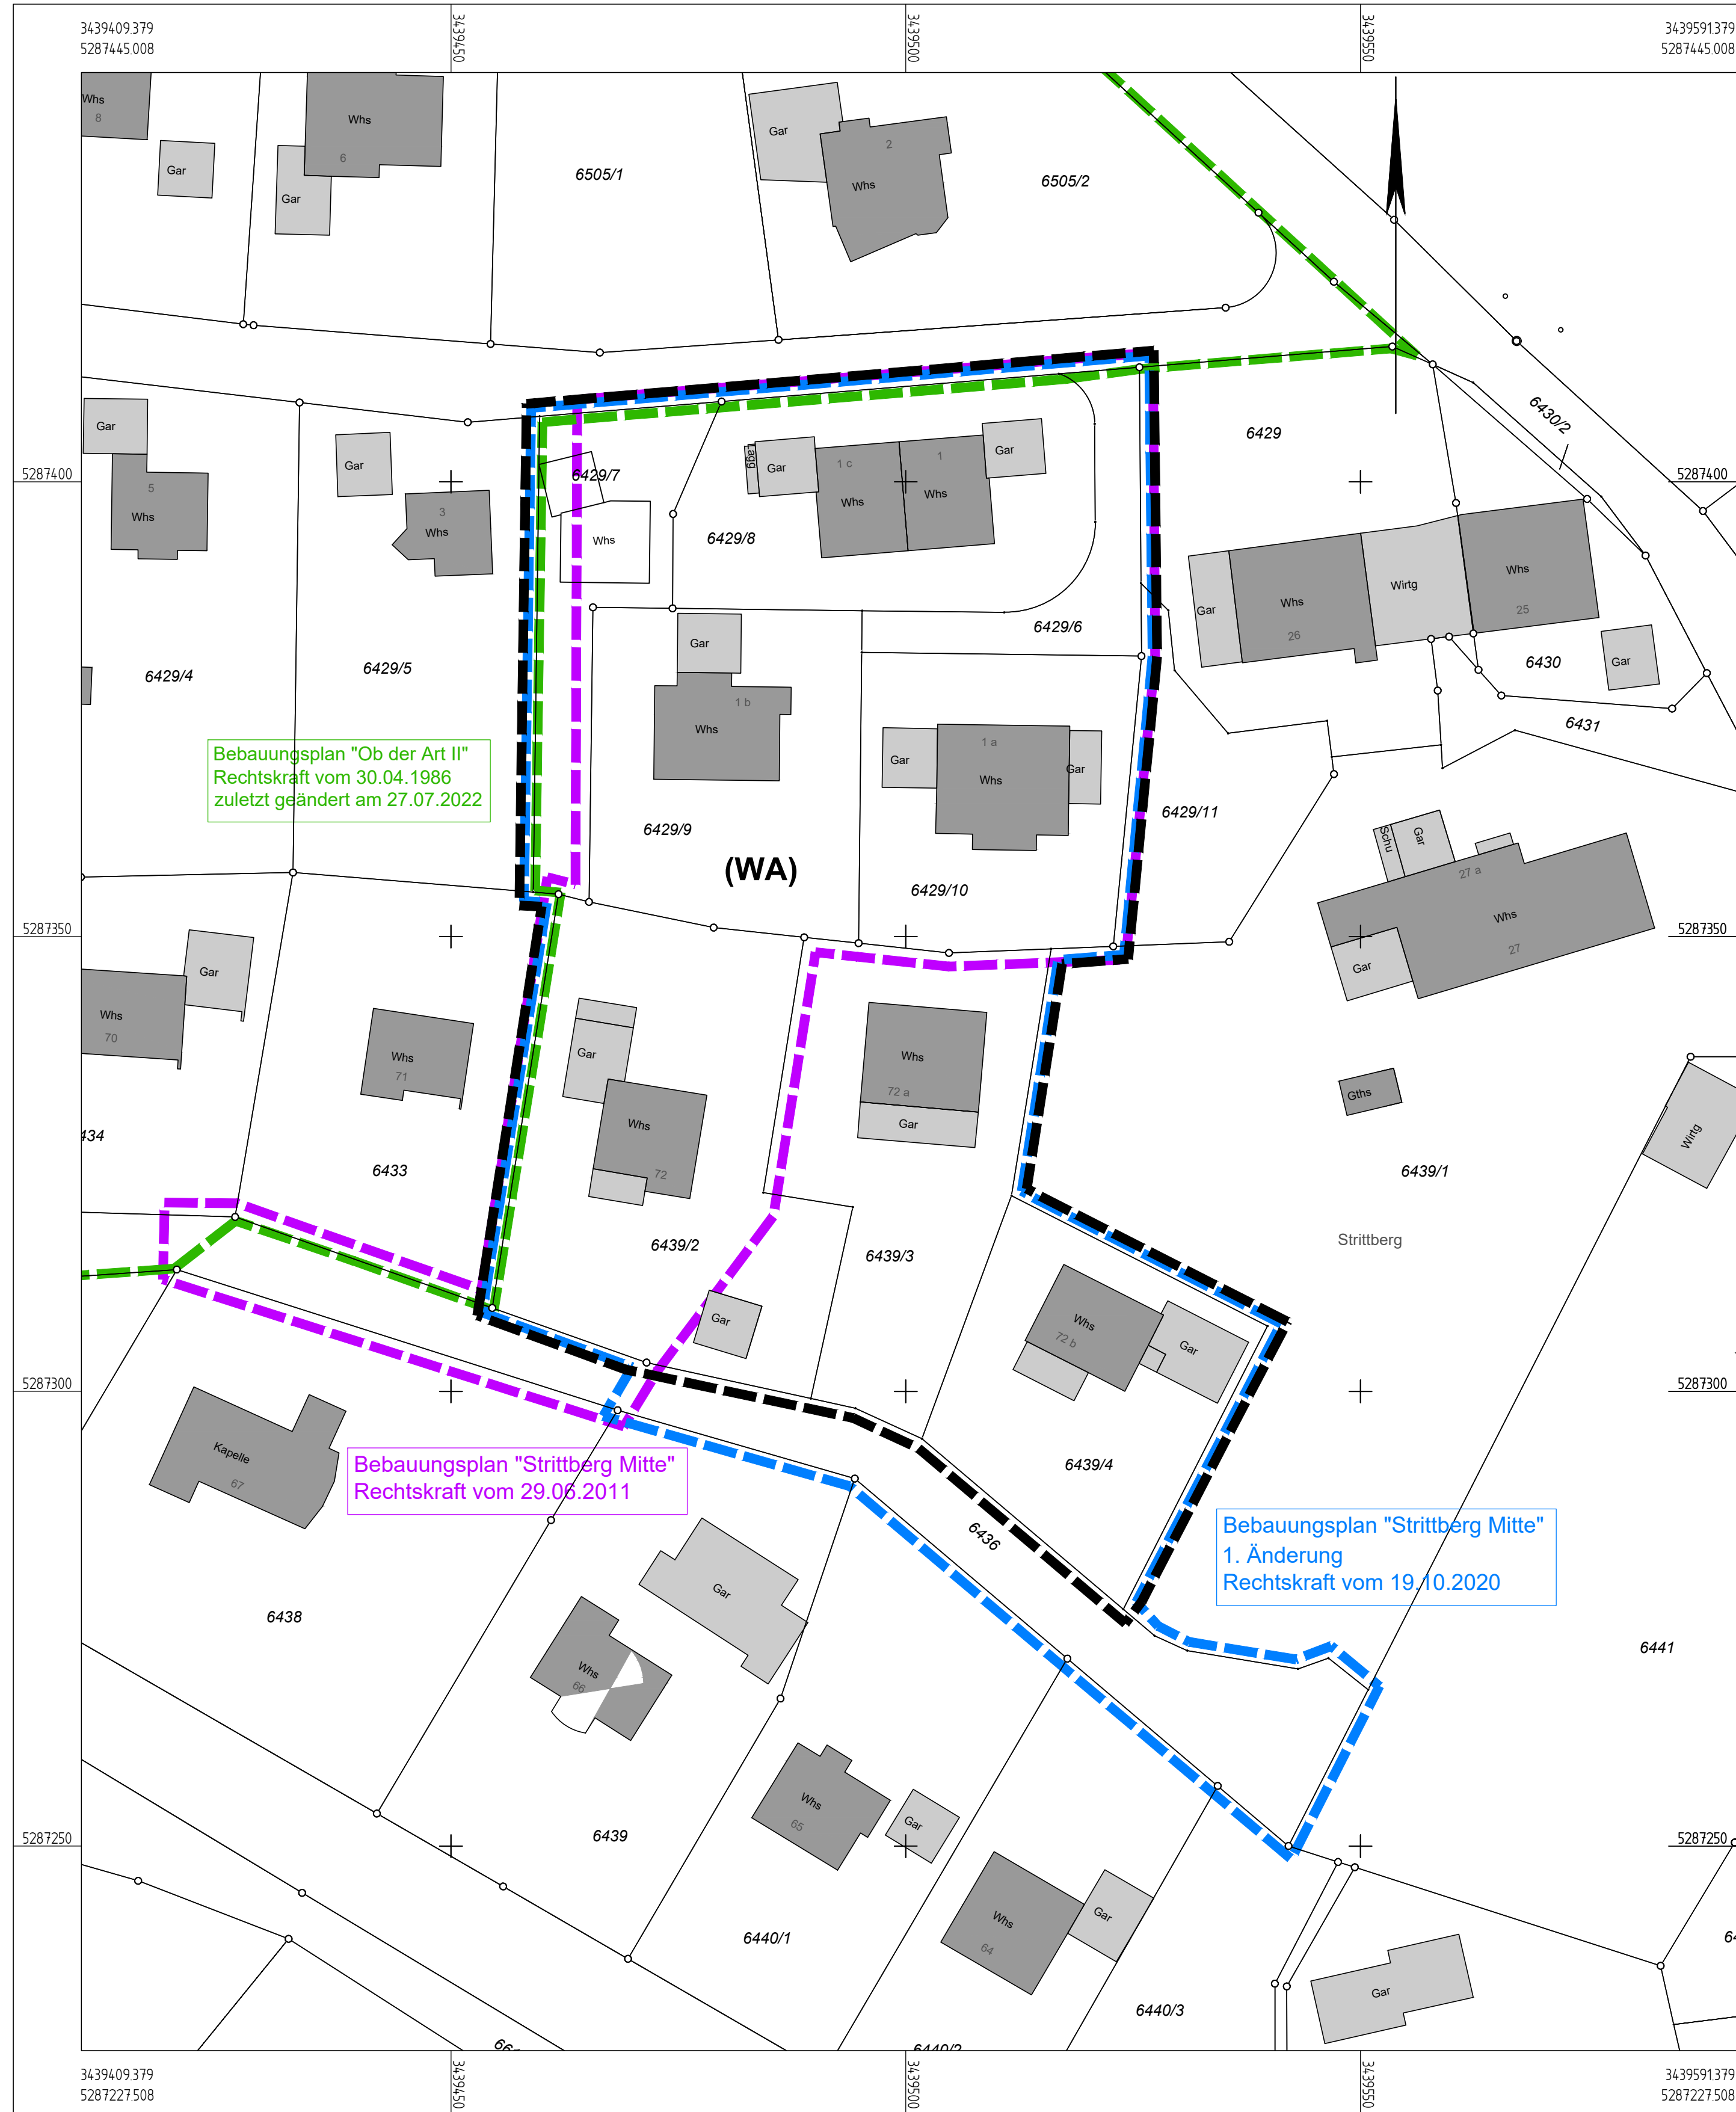 3439409.379
5287445.008
3439450
3439500
3439550
3439591.379
5287445.008
Whs
8
Gar
Whs
6
Gar
6505/1
Gar
2
Whs
6505/2
6430/2
Gar
5
Whs
Gar
3
Whs
6429/7
Whs
Lagg
Gar
1 c
Whs
1
Whs
Gar
6429
5287400
5287400
6429/8
Gar
Whs
26
Wirtg
Whs
25
Gar
6430
6431
6429/4
6429/5
Gar
1 b
Whs
6429/6
Gar
1 a
Whs
Gar
6429/11
Bebauungsplan "Ob der Art II"
Rechtskraft vom 30.04.1986
zuletzt geändert am 27.07.2022
6429/9
(WA)
6429/10
Schu
Gar
27 a
Whs
27
Gar
5287350
5287350
Gar
Whs
70
Whs
71
Gar
Whs
72
Whs
72 a
Gar
Gths
Wirtg
434
6433
6439/1
Strittberg
6439/2
6439/3
Gar
Whs
72 b
Gar
5287300
5287300
Kapelle
67
Bebauungsplan "Strittberg Mitte"
Rechtskraft vom 29.06.2011
6439/4
6436
Bebauungsplan "Strittberg Mitte"
1. Änderung
Rechtskraft vom 19.10.2020
Gar
6438
Whs
66
6441
Whs
65
Gar
6439
5287250
5287250
Whs
64
Gar
6440/1
Gar
6440/3
6440/2
3439409.379
5287227.508
3439450
3439500
3439550
3439591.379
5287227.508